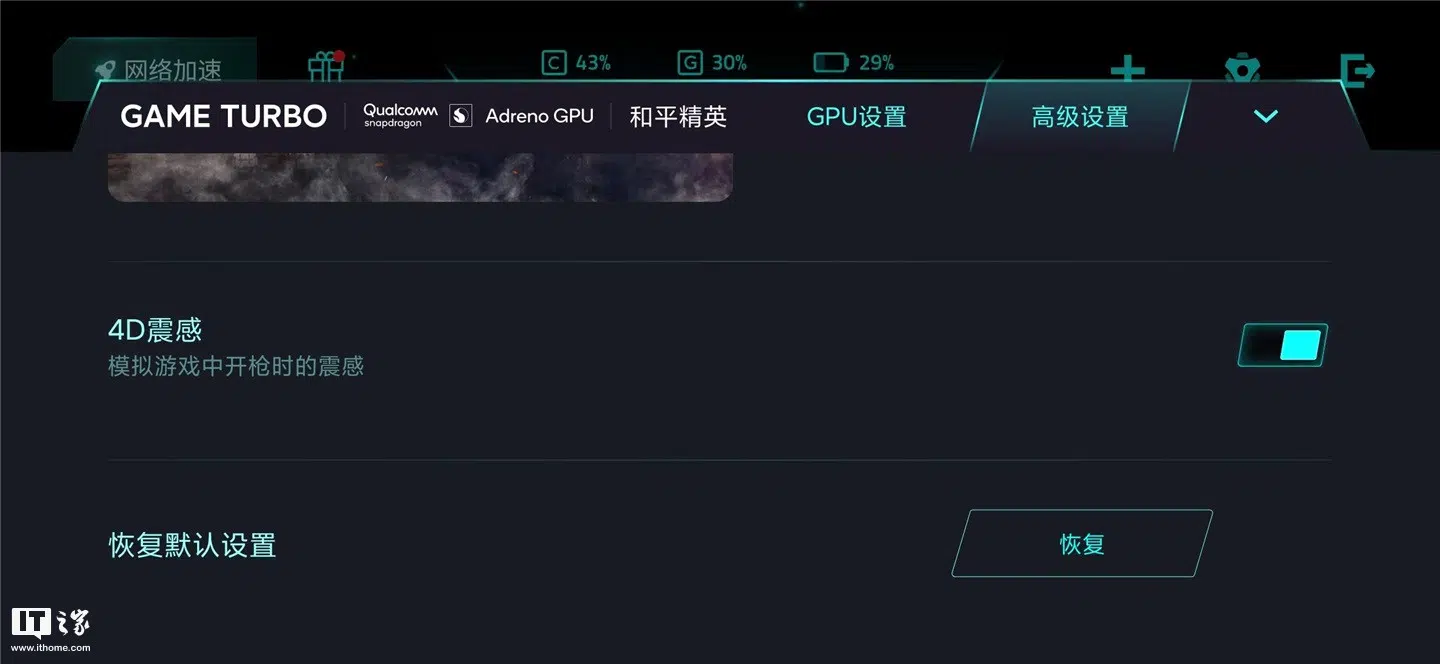 网络加速
C 43%
G 30%
29%
GAME TURBO
Qualcomm
snapdragon
Adreno GPU
和平精英
GPU设置
高级设置
4D震感
模拟游戏中开枪时的震感
恢复默认设置
恢复
IT之家
www.ithome.com